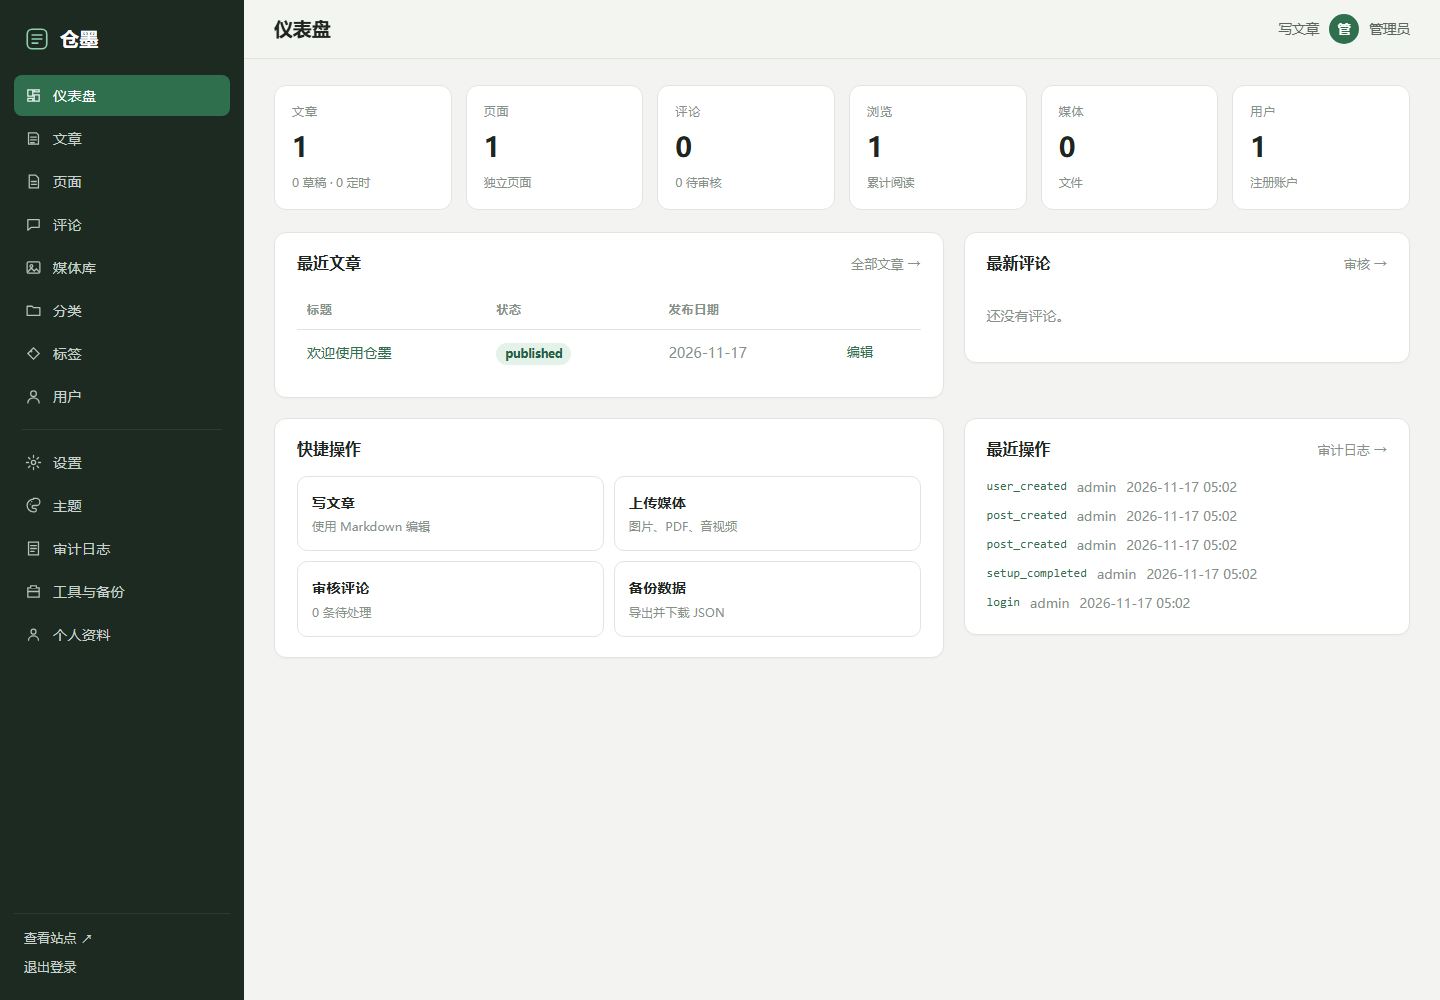 仓墨
仪表盘
文章
页面
评论
媒体库
分类
标签
用户
设置
主题
审计日志
工具与备份
个人资料
查看站点 ↗
退出登录
仪表盘
写文章 管 管理员
文章
1
0 草稿 · 0 定时
页面
1
独立页面
评论
0
0 待审核
浏览
1
累计阅读
媒体
0
文件
用户
1
注册账户
最近文章 全部文章 →
标题 状态 发布日期
欢迎使用仓墨 published 2026-11-17 编辑
最新评论 审核 →
还没有评论。
快捷操作
写文章
使用 Markdown 编辑
上传媒体
图片、PDF、音视频
审核评论
0 条待处理
备份数据
导出并下载 JSON
最近操作 审计日志 →
user_created admin 2026-11-17 05:02
post_created admin 2026-11-17 05:02
post_created admin 2026-11-17 05:02
setup_completed admin 2026-11-17 05:02
login admin 2026-11-17 05:02